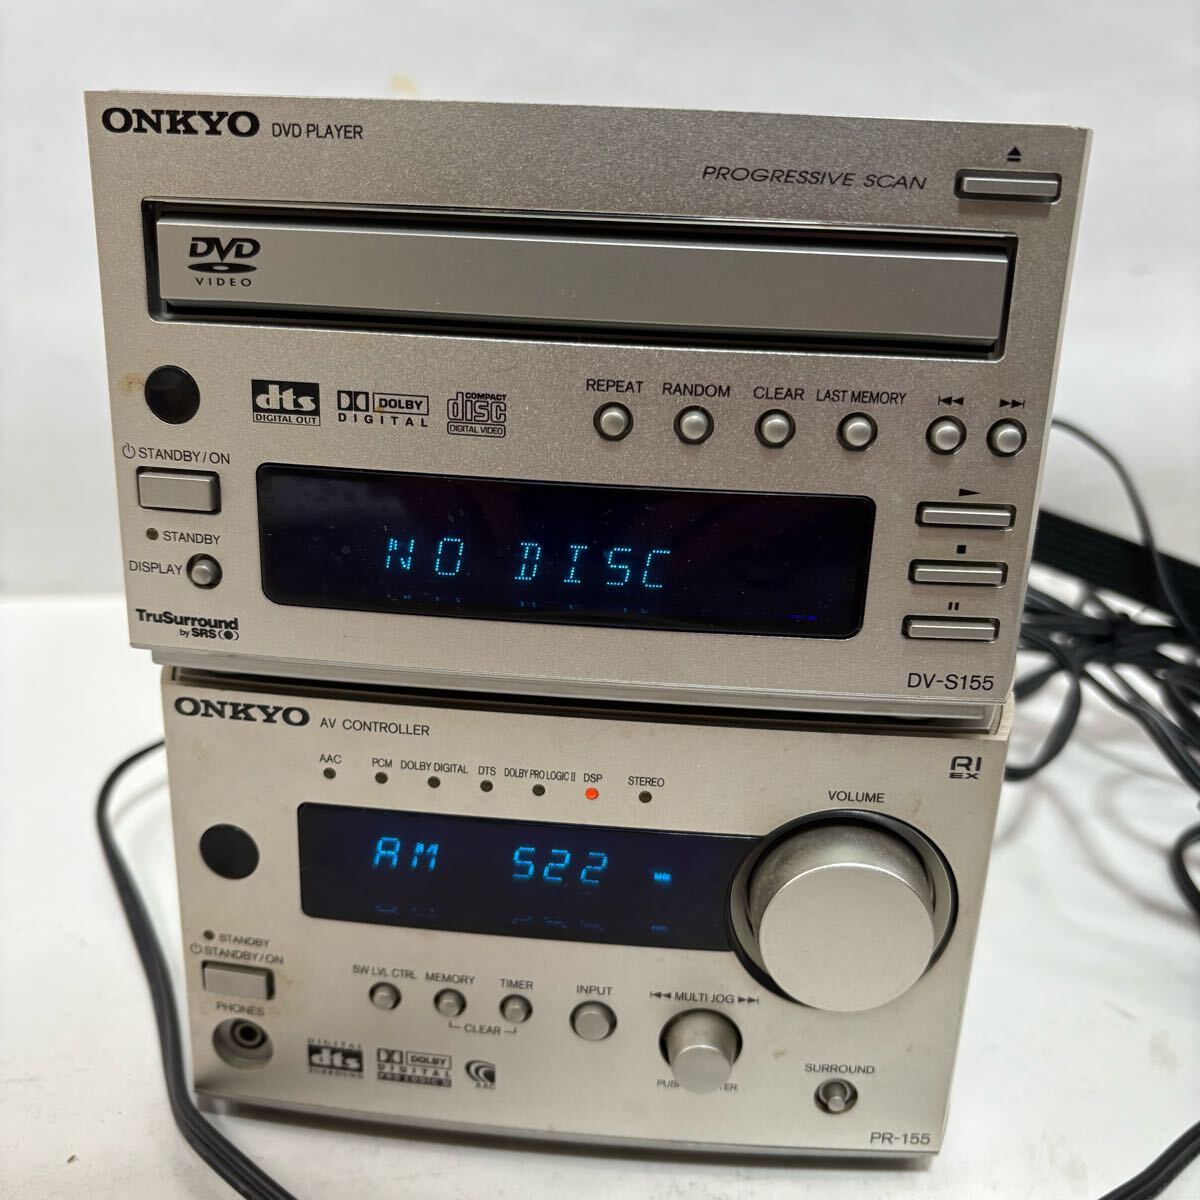 ONKYO DVD PLAYER
PROGRESSIVE SCAN
DVD
VIDEO
dts
DIGITAL OUT
DOLBY
DIGITAL
COMPACT
disc
DIGITAL VIDEO
REPEAT RANDOM CLEAR LAST MEMORY
STANDBY/ON
STANDBY
DISPLAY
NO DISC
TruSurround
by SRS
DV-S155
ONKYO AV CONTROLLER
RI
EX
AAC PCM DOLBY DIGITAL DTS DOLBY PRO LOGIC II DSP STEREO
VOLUME
AM 522
STANDBY
STANDBY/ON
SW LVL CTRL MEMORY TIMER INPUT MULTI JOG
CLEAR
PHONES
DIGITAL
dts
SURROUND
DOLBY
DIGITAL
PRO LOGIC II
AAC
SURROUND
PR-155